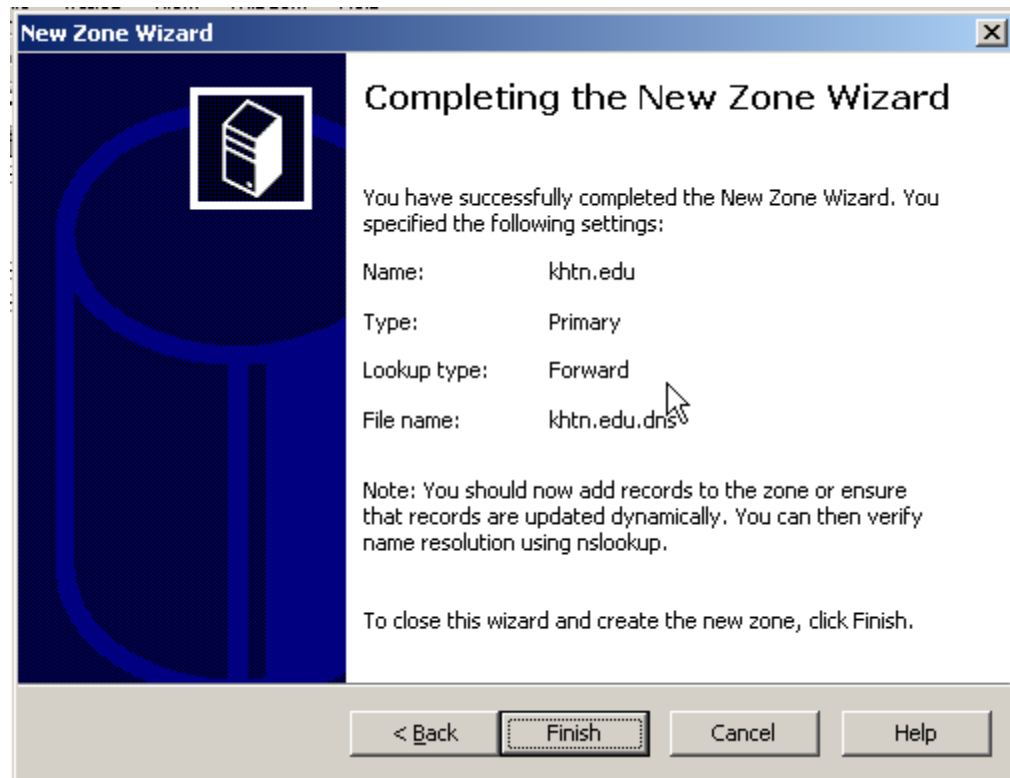 New Zone Wizard
Completing the New Zone Wizard
You have successfully completed the New Zone Wizard. You
specified the following settings:
Name: khtn.edu
Type: Primary
Lookup type: Forward
File name: khtn.edu.dns
Note: You should now add records to the zone or ensure
that records are updated dynamically. You can then verify
name resolution using nslookup.
To close this wizard and create the new zone, click Finish.
< Back Finish Cancel Help